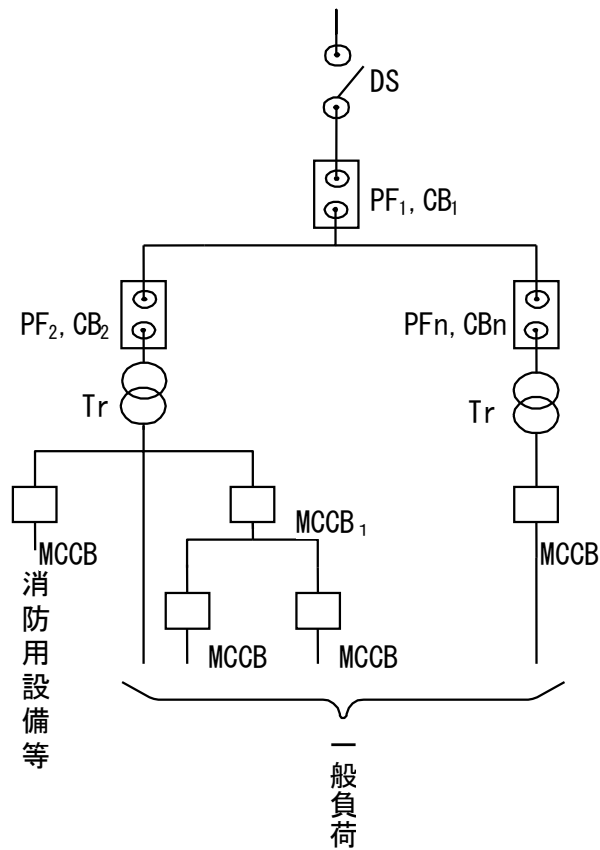 DS
PF₁, CB₁
PF₂, CB₂
PFn, CBn
Tr
Tr
MCCB₁
MCCB
MCCB
MCCB
MCCB
消防用設備等
一般負荷